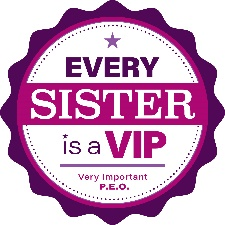 EVERY
SISTER
is a VIP
Very Important
P.E.O.